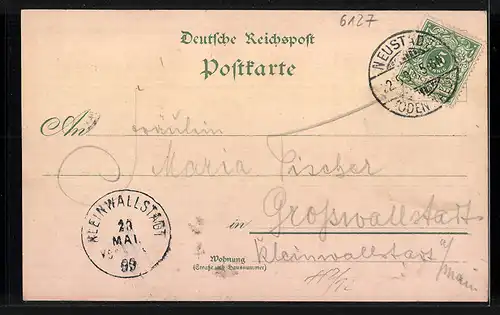 6127
Deutsche Reichspost
Postkarte
NEUSTADT
ODEN
An Fräulein
Maria Fischer
in Großwallstadt
Kleinwallstadt a/
Main
KLEINWALLSTADT
MAI.
99
Wohnung
(Straße und Hausnummer)